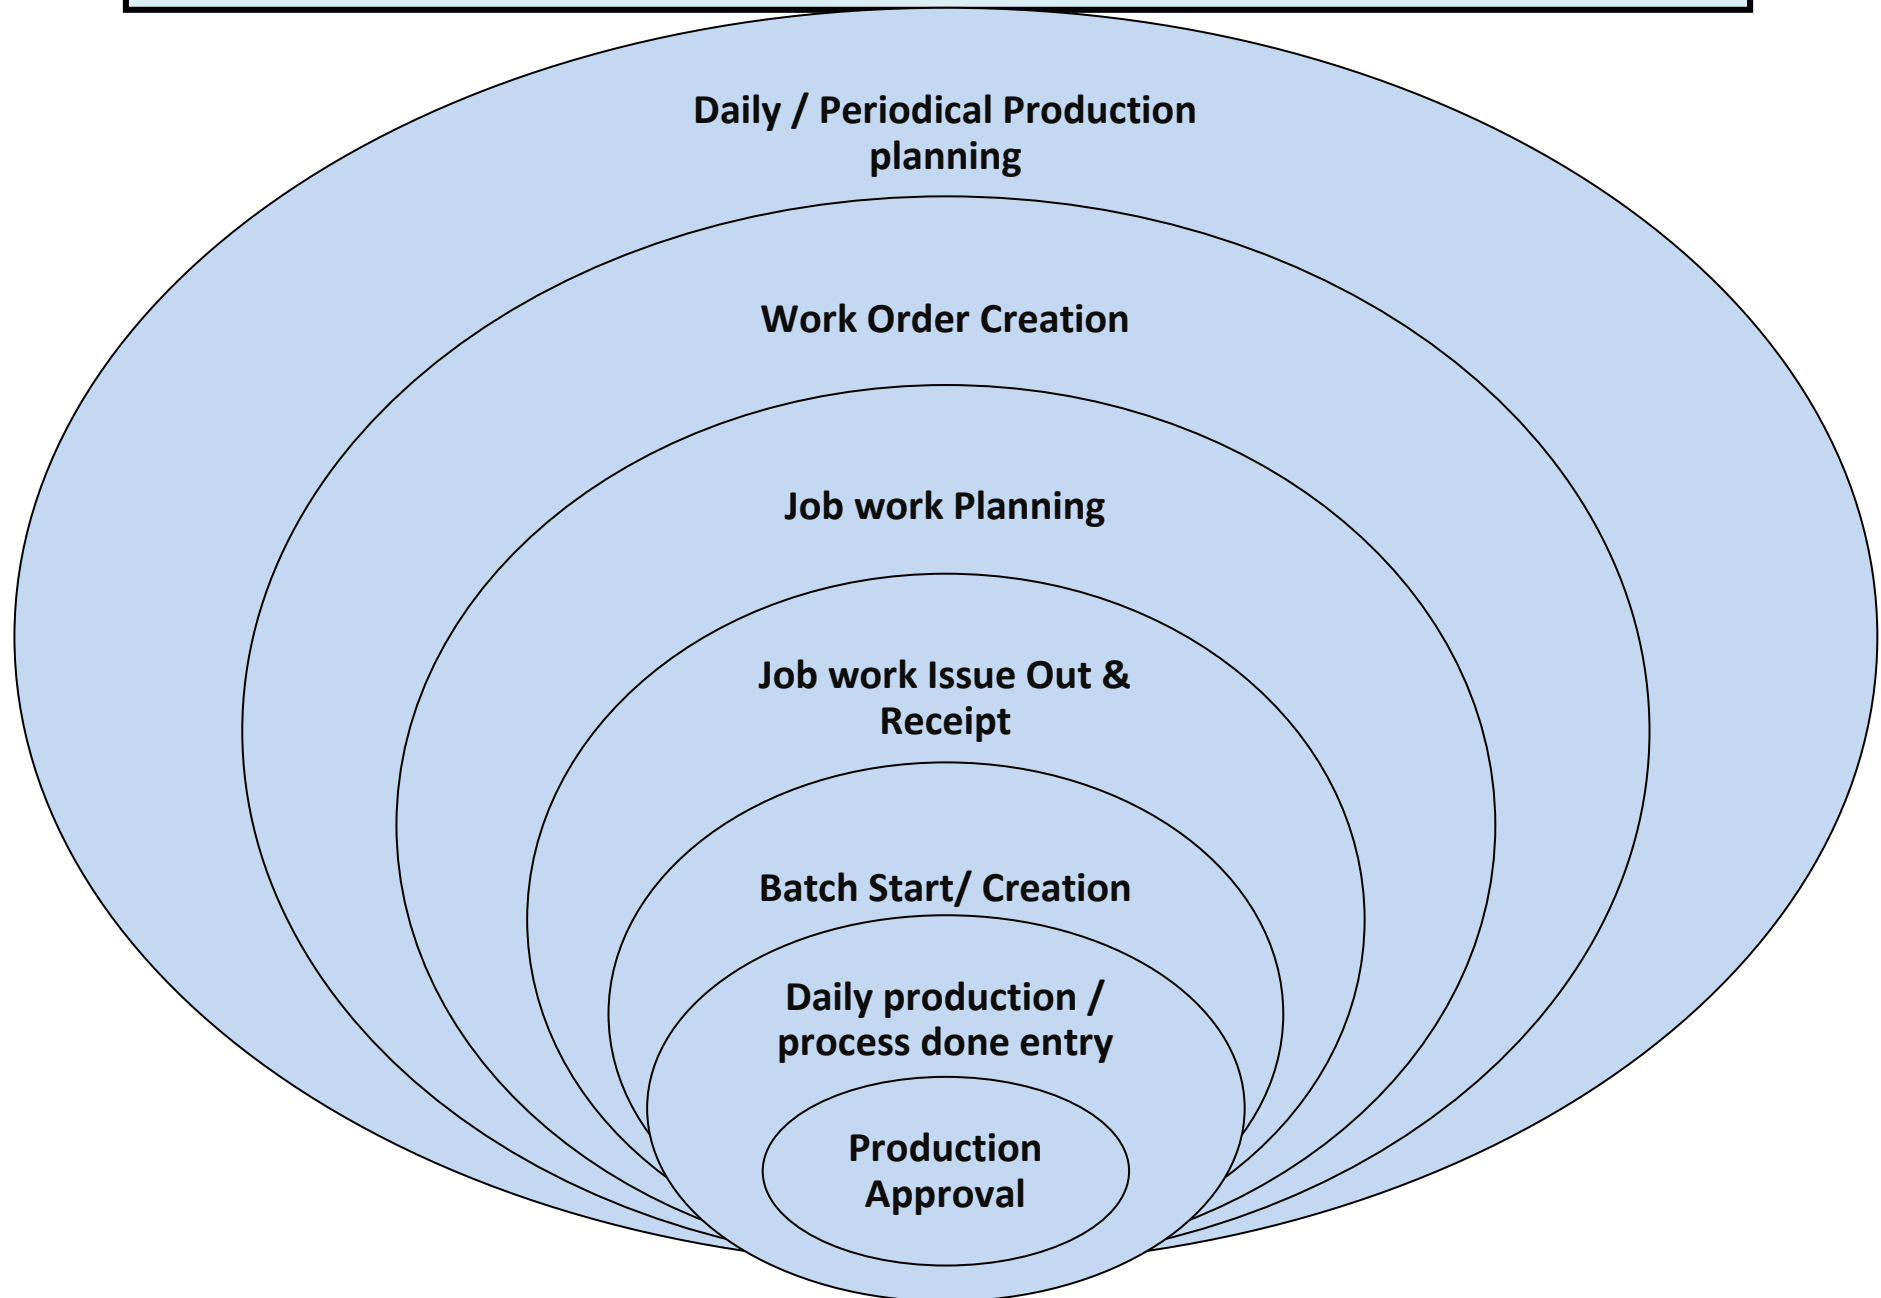 Daily / Periodical Production
planning
Work Order Creation
Job work Planning
Job work Issue Out &
Receipt
Batch Start/ Creation
Daily production /
process done entry
Production
Approval